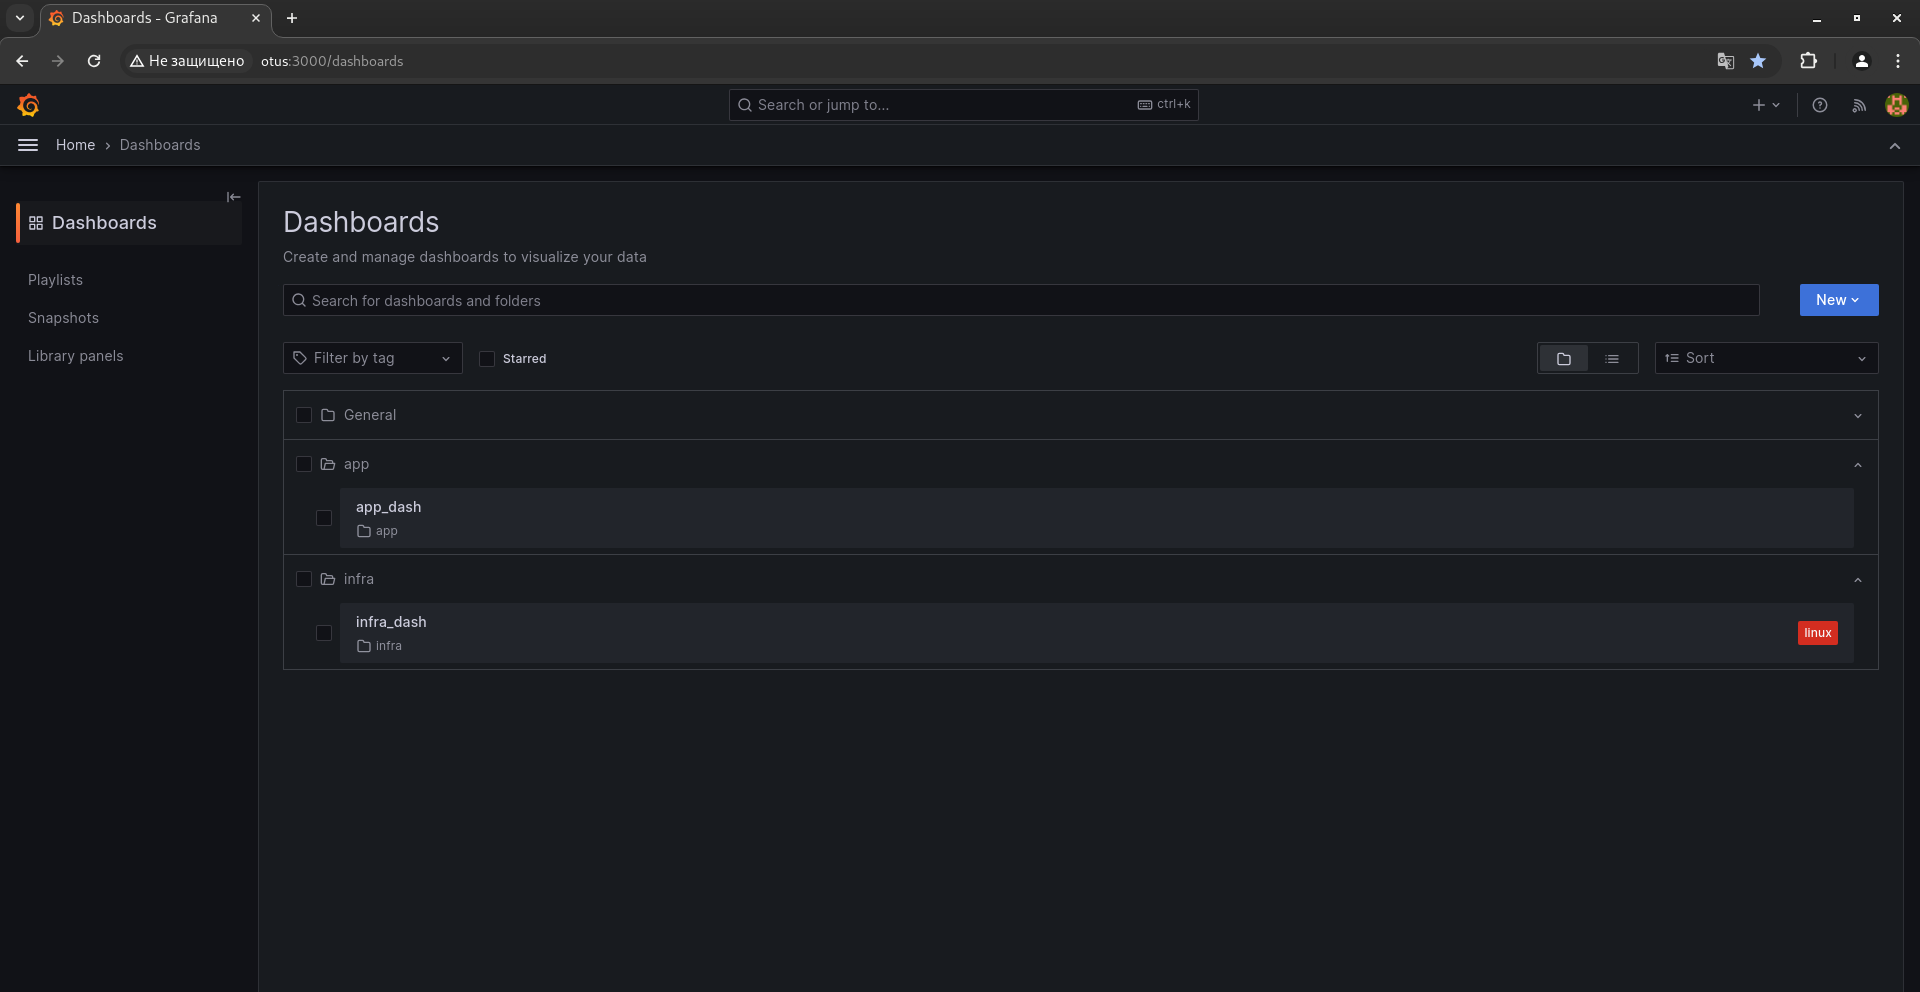 Dashboards - Grafana
Не защищено otus:3000/dashboards
Search or jump to... ctrl+k
Home › Dashboards
Dashboards
Playlists
Snapshots
Library panels
Dashboards
Create and manage dashboards to visualize your data
Search for dashboards and folders
New
Filter by tag Starred Sort
General
app
app_dash
app
infra
infra_dash
infra
linux